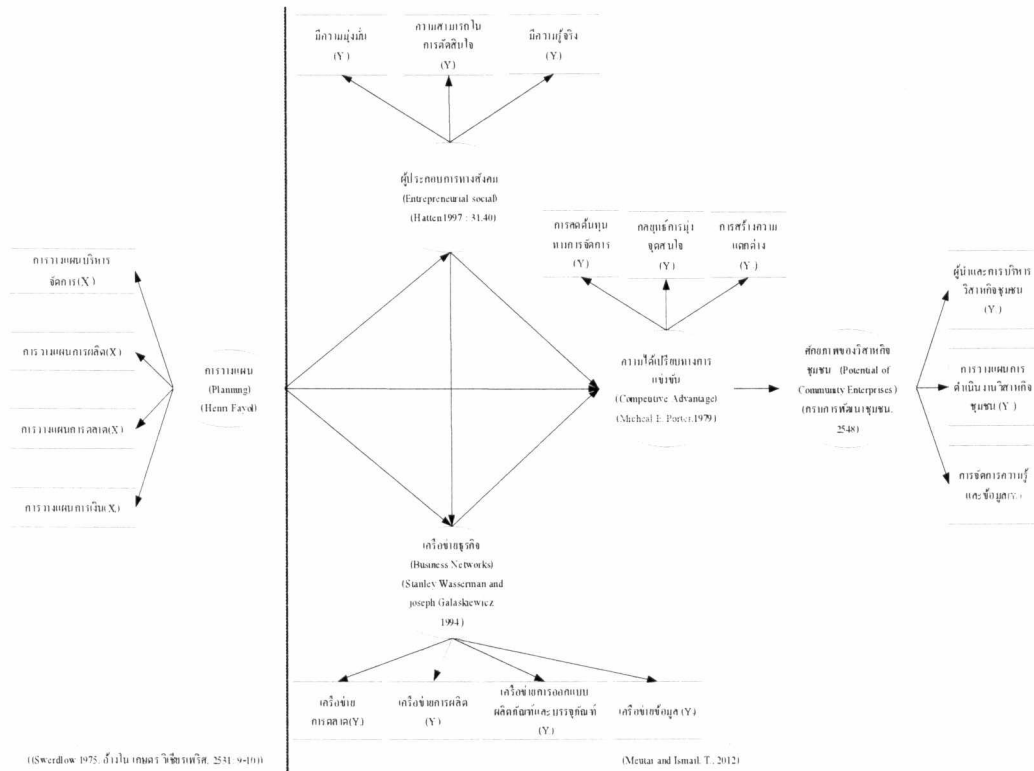 มีความมุ่งมั่น
(Y)
ความสามารถใน
การตัดสินใจ
(Y)
มีความรู้จริง
(Y)
ผู้ประกอบการทางสังคม
(Entrepreneurial social)
(Hatten 1997 : 31,40)
การลดต้นทุน
ทางการจัดการ
(Y)
กลยุทธ์การมุ่ง
จุดสนใจ
(Y)
การสร้างความ
แตกต่าง
(Y)
การวางแผนบริหาร
จัดการ(X)
การวางแผนการผลิต(X)
การวางแผนการตลาด(X)
การวางแผนการเงิน(X)
การวางแผน
(Planning)
(Henri Fayol)
ความได้เปรียบทางการ
แข่งขัน
(Competitive Advantage)
(Micheal E. Porter,1979)
ศักยภาพของวิสาหกิจ
ชุมชน (Potential of
Community Enterprises)
(กรมการพัฒนาชุมชน,
2548)
ผู้นำและการบริหาร
วิสาหกิจชุมชน
(Y)
การวางแผนการ
ดำเนินงานวิสาหกิจ
ชุมชน (Y)
การจัดการความรู้
และข้อมูล(Y)
เครือข่ายธุรกิจ
(Business Networks)
(Stanley Wasserman and
joseph Galaskiewicz
1994)
เครือข่าย
การตลาด(Y)
เครือข่ายการผลิต
(Y)
เครือข่ายการออกแบบ
ผลิตภัณฑ์และบรรจุภัณฑ์
(Y)
เครือข่ายข้อมูล (Y)
((Swerdlow 1975, อ้างใน เกษตร วิเชียรเพริศ, 2531: 9-10))
(Meutai and Ismail, T., 2012)